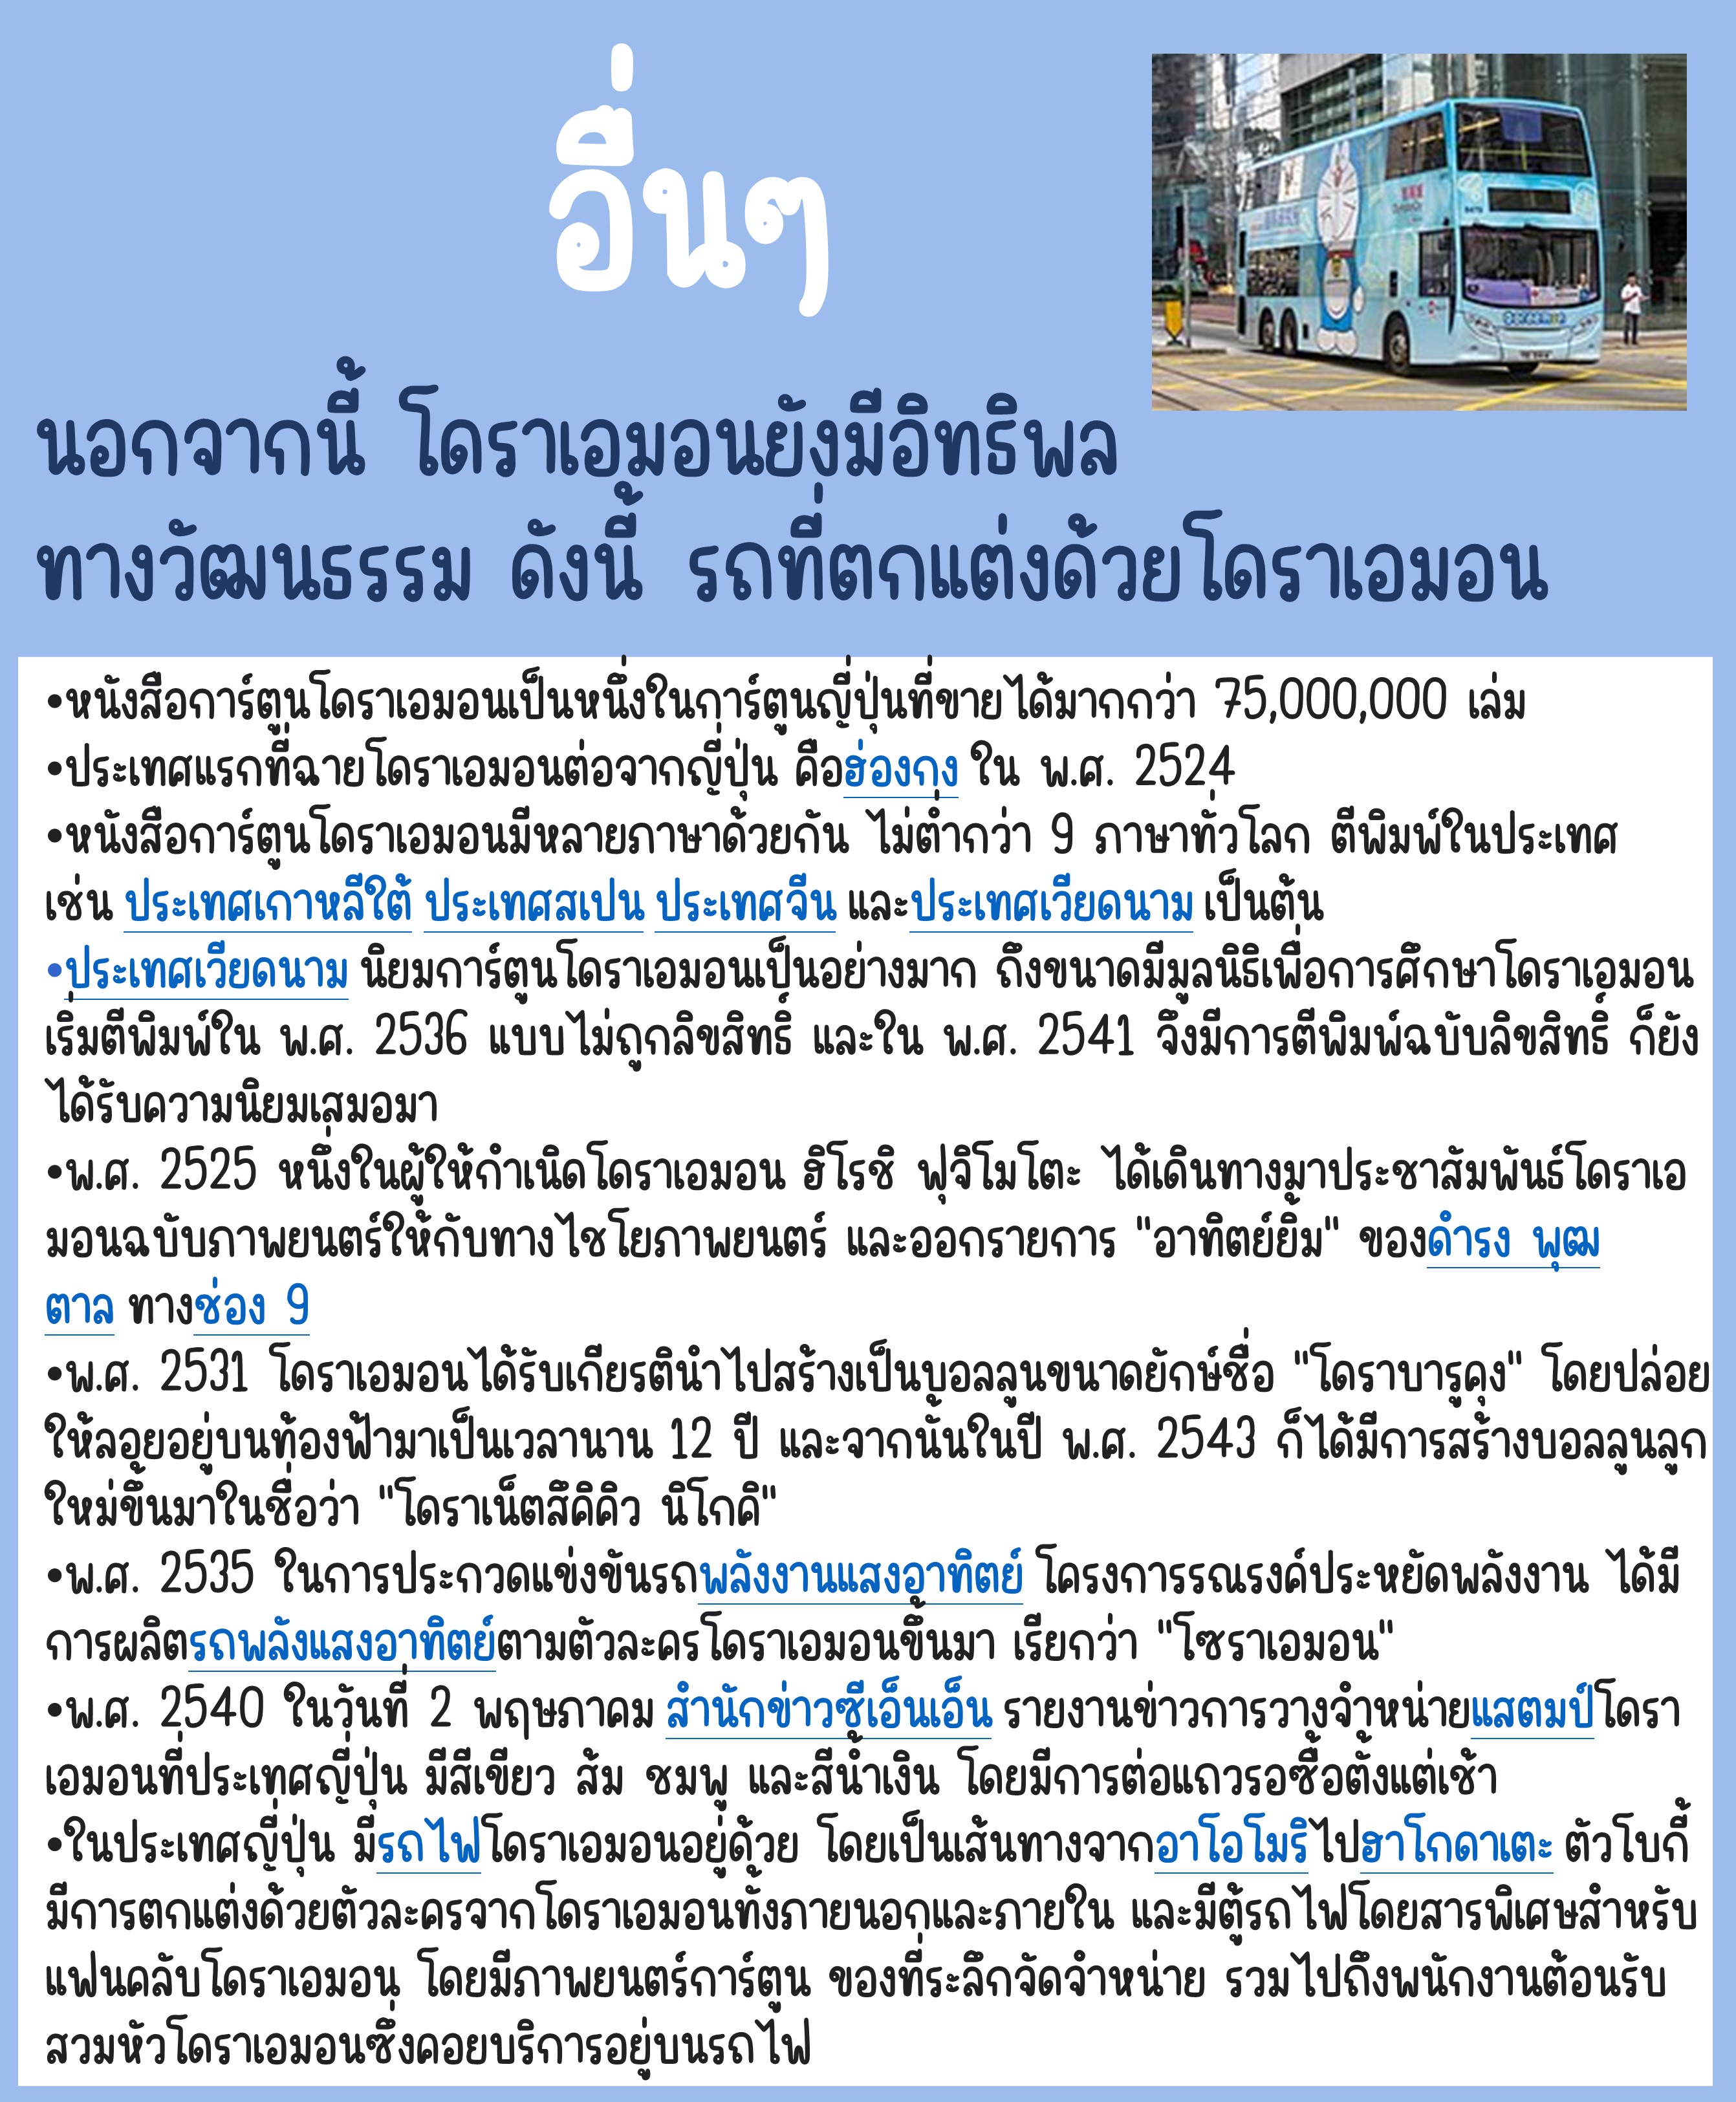 อื่นๆ
นอกจากนี้ โดราเอมอนยังมีอิทธิพล
ทางวัฒนธรรม ดังนี้ รถที่ตกแต่งด้วยโดราเอมอน
•หนังสือการ์ตูนโดราเอมอนเป็นหนึ่งในการ์ตูนญี่ปุ่นที่ขายได้มากกว่า 75,000,000 เล่ม
•ประเทศแรกที่ฉายโดราเอมอนต่อจากญี่ปุ่น คือฮ่องกง ใน พ.ศ. 2524
•หนังสือการ์ตูนโดราเอมอนมีหลายภาษาด้วยกัน ไม่ต่ำกว่า 9 ภาษาทั่วโลก ตีพิมพ์ในประเทศ
เช่น ประเทศเกาหลีใต้ ประเทศสเปน ประเทศจีน และประเทศเวียดนาม เป็นต้น
•ประเทศเวียดนาม นิยมการ์ตูนโดราเอมอนเป็นอย่างมาก ถึงขนาดมีมูลนิธิเพื่อการศึกษาโดราเอมอน
เริ่มตีพิมพ์ใน พ.ศ. 2536 แบบไม่ถูกลิขสิทธิ์ และใน พ.ศ. 2541 จึงมีการตีพิมพ์ฉบับลิขสิทธิ์ ก็ยัง
ได้รับความนิยมเสมอมา
•พ.ศ. 2525 หนึ่งในผู้ให้กำเนิดโดราเอมอน ฮิโรชิ ฟุจิโมโตะ ได้เดินทางมาประชาสัมพันธ์โดราเอ
มอนฉบับภาพยนตร์ให้กับทางไชโยภาพยนตร์ และออกรายการ "อาทิตย์ยิ้ม" ของดำรง พุฒ
ตาล ทางช่อง 9
•พ.ศ. 2531 โดราเอมอนได้รับเกียรตินำไปสร้างเป็นบอลลูนขนาดยักษ์ชื่อ "โดราบารูคุง" โดยปล่อย
ให้ลอยอยู่บนท้องฟ้ามาเป็นเวลานาน 12 ปี และจากนั้นในปี พ.ศ. 2543 ก็ได้มีการสร้างบอลลูนลูก
ใหม่ขึ้นมาในชื่อว่า "โดราเน็ตสึคิคิว นิโกคิ"
•พ.ศ. 2535 ในการประกวดแข่งขันรถพลังงานแสงอาทิตย์ โครงการรณรงค์ประหยัดพลังงาน ได้มี
การผลิตรถพลังแสงอาทิตย์ตามตัวละครโดราเอมอนขึ้นมา เรียกว่า "โซราเอมอน"
•พ.ศ. 2540 ในวันที่ 2 พฤษภาคม สำนักข่าวซีเอ็นเอ็น รายงานข่าวการวางจำหน่ายแสตมป์โดรา
เอมอนที่ประเทศญี่ปุ่น มีสีเขียว ส้ม ชมพู และสีน้ำเงิน โดยมีการต่อแถวรอซื้อตั้งแต่เช้า
•ในประเทศญี่ปุ่น มีรถไฟโดราเอมอนอยู่ด้วย โดยเป็นเส้นทางจากอาโอโมริไปฮาโกดาเตะ ตัวโบกี้
มีการตกแต่งด้วยตัวละครจากโดราเอมอนทั้งภายนอกและภายใน และมีตู้รถไฟโดยสารพิเศษสำหรับ
แฟนคลับโดราเอมอน โดยมีภาพยนตร์การ์ตูน ของที่ระลึกจัดจำหน่าย รวมไปถึงพนักงานต้อนรับ
สวมหัวโดราเอมอนซึ่งคอยบริการอยู่บนรถไฟ